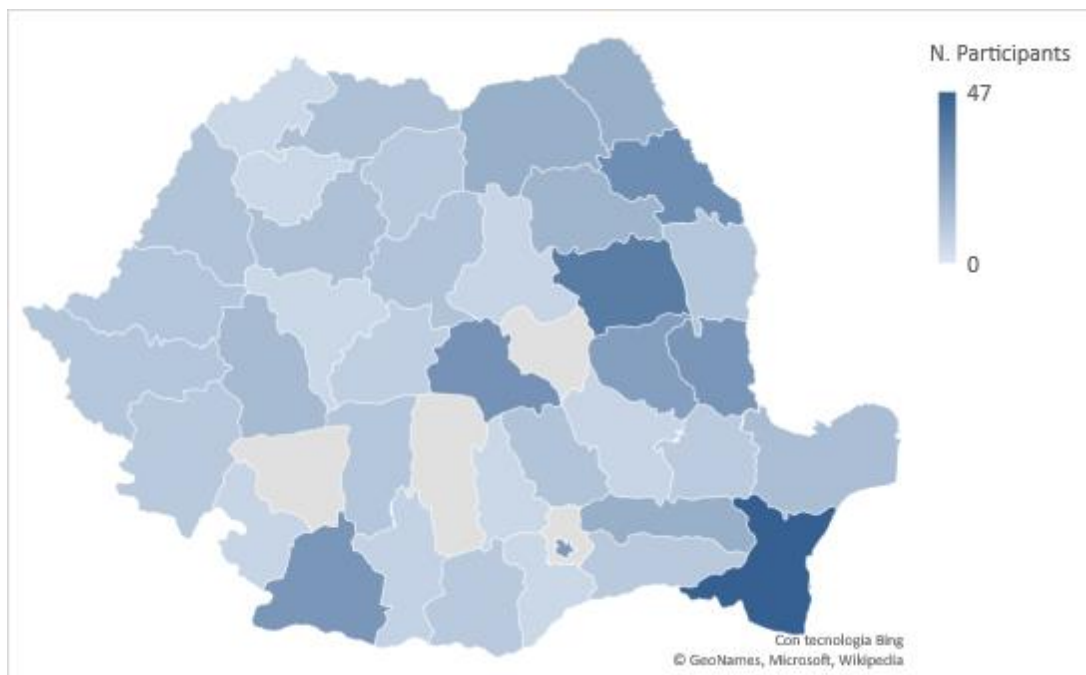 N. Participants
47
0
Con tecnologia Bing
© GeoNames, Microsoft, Wikipedia